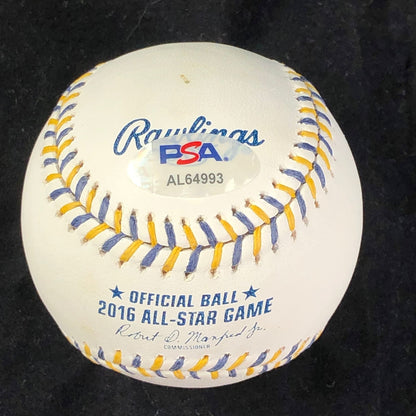 Rawlings
PSA
AL64993
★ OFFICIAL BALL ★
2016 ALL-STAR GAME
Robert D. Manfred Jr.
COMMISSIONER